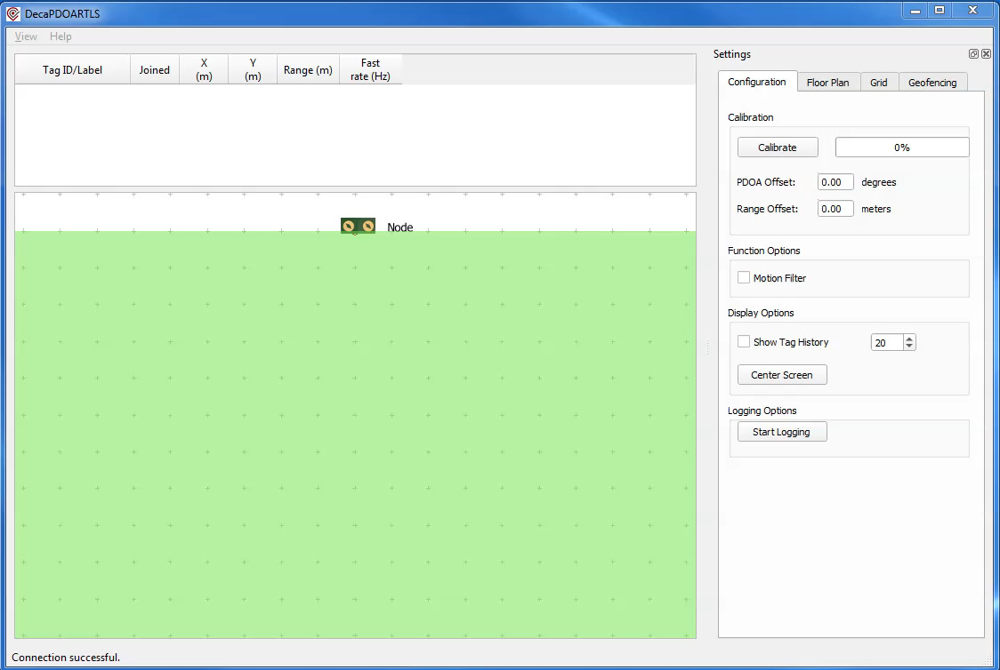 DecaPDOARTLS
View Help
Tag ID/Label Joined X (m) Y (m) Range (m) Fast rate (Hz)
Node
Settings
Configuration Floor Plan Grid Geofencing
Calibration
Calibrate 0%
PDOA Offset: 0.00 degrees
Range Offset: 0.00 meters
Function Options
Motion Filter
Display Options
Show Tag History 20
Center Screen
Logging Options
Start Logging
Connection successful.